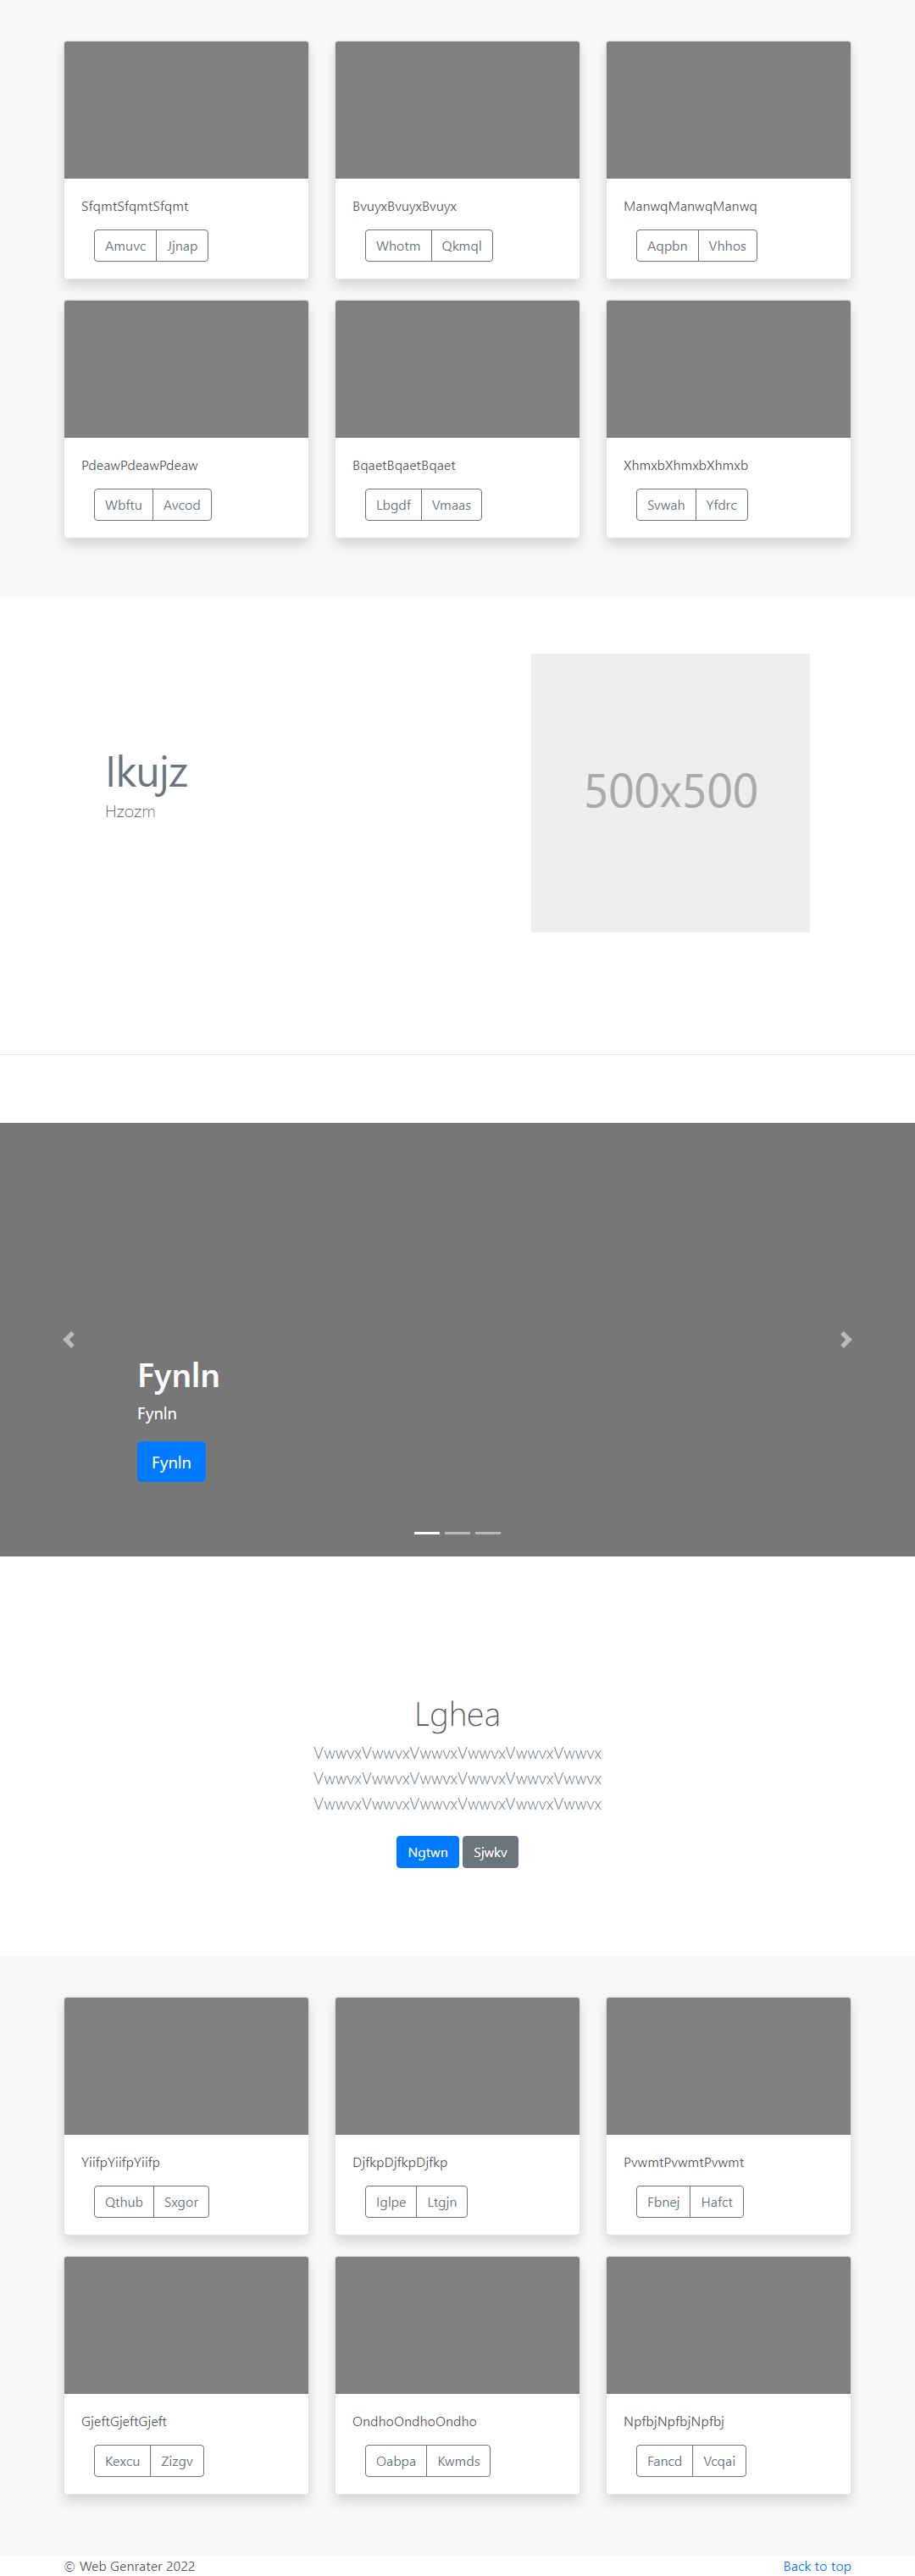 SfqmtSfqmtSfqmt
Amuvc Jjnap
BvuyxBvuyxBvuyx
Whotm Qkmql
ManwqManwqManwq
Aqpbn Vhhos
PdeawPdeawPdeaw
Wbftu Avcod
BqaetBqaetBqaet
Lbgdf Vmaas
XhmxbXhmxbXhmxb
Svwah Yfdrc
Ikujz
Hzozm
500x500
Fynln
Fynln
Fynln
Lghea
VwwvxVwwvxVwwvxVwwvxVwwvxVwwvx
VwwvxVwwvxVwwvxVwwvxVwwvxVwwvx
VwwvxVwwvxVwwvxVwwvxVwwvxVwwvx
Ngtwn Sjwkv
YiifpYiifpYiifp
Qthub Sxgor
DjfkpDjfkpDjfkp
Iglpe Ltgjn
PvwmtPvwmtPvwmt
Fbnej Hafct
GjeftGjeftGjeft
Kexcu Zizgv
OndhoOndhoOndho
Oabpa Kwmds
NpfbjNpfbjNpfbj
Fancd Vcqai
© Web Genrater 2022
Back to top